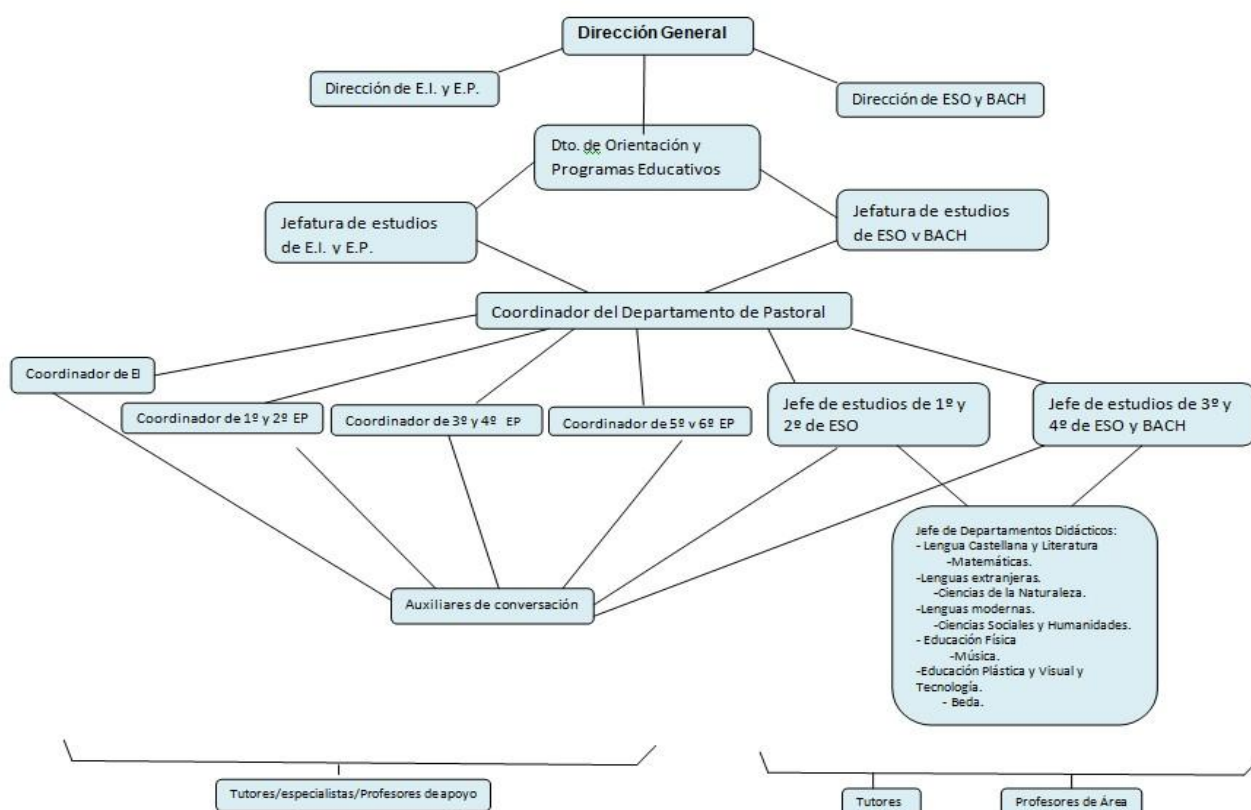 Dirección General
Dirección de E.I. y E.P.
Dirección de ESO y BACH
Dto. de Orientación y
Programas Educativos
Jefatura de estudios
de E.I. y E.P.
Jefatura de estudios
de ESO y BACH
Coordinador del Departamento de Pastoral
Coordinador de EI
Coordinador de 1º y 2º EP
Coordinador de 3º y 4º EP
Coordinador de 5º y 6º EP
Jefe de estudios de 1º y
2º de ESO
Jefe de estudios de 3º y
4º de ESO y BACH
Auxiliares de conversación
Jefe de Departamentos Didácticos:
- Lengua Castellana y Literatura
-Matemáticas.
-Lenguas extranjeras.
-Ciencias de la Naturaleza.
-Lenguas modernas.
-Ciencias Sociales y Humanidades.
- Educación Física
-Música.
-Educación Plástica y Visual y
Tecnología.
- Beda.
Tutores/especialistas/Profesores de apoyo
Tutores
Profesores de Área